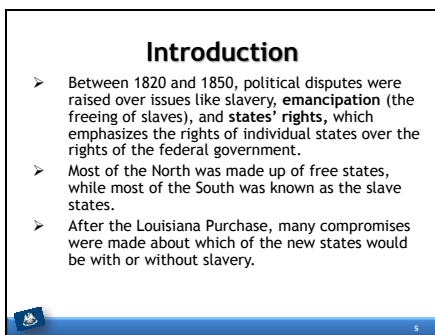 Introduction
➢ Between 1820 and 1850, political disputes were
raised over issues like slavery, emancipation (the
freeing of slaves), and states’ rights, which
emphasizes the rights of individual states over the
rights of the federal government.
➢ Most of the North was made up of free states,
while most of the South was known as the slave
states.
➢ After the Louisiana Purchase, many compromises
were made about which of the new states would
be with or without slavery.
5